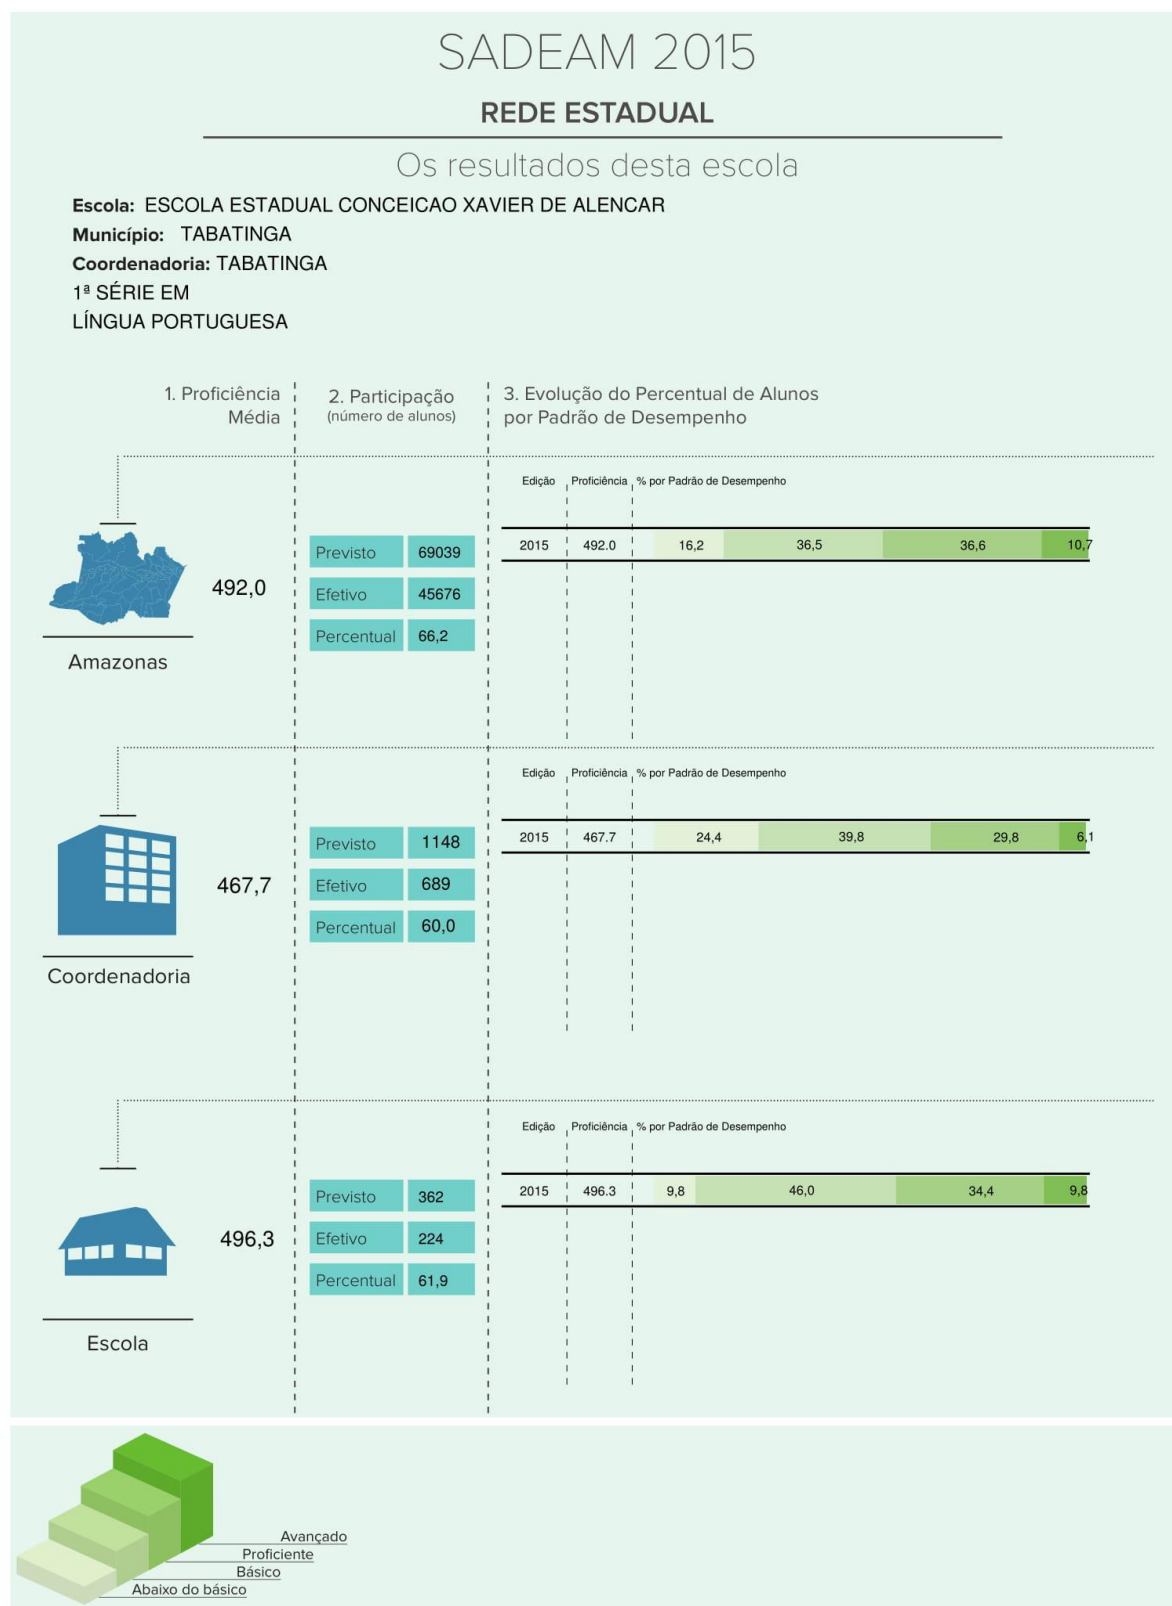 SADEAM 2015
REDE ESTADUAL
Os resultados desta escola
Escola: ESCOLA ESTADUAL CONCEICAO XAVIER DE ALENCAR
Município: TABATINGA
Coordenadoria: TABATINGA
1ª SÉRIE EM
LÍNGUA PORTUGUESA
1. Proficiência
Média
2. Participação
(número de alunos)
3. Evolução do Percentual de Alunos
por Padrão de Desempenho
Edição Proficiência % por Padrão de Desempenho
2015 492.0 16,2 36,5 36,6 10,7
Previsto 69039
492,0
Efetivo 45676
Percentual 66,2
Amazonas
Edição Proficiência % por Padrão de Desempenho
2015 467.7 24,4 39,8 29,8 6,1
Previsto 1148
467,7
Efetivo 689
Percentual 60,0
Coordenadoria
Edição Proficiência % por Padrão de Desempenho
2015 496.3 9,8 46,0 34,4 9,8
Previsto 362
496,3
Efetivo 224
Percentual 61,9
Escola
Avançado
Proficiente
Básico
Abaixo do básico